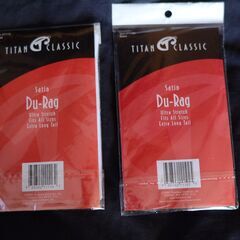 TITAN CLASSIC
Satin
Du-Rag
Ultra Stretch
Fits All Sizes
Extra Long Tail
TITAN CLASSIC
Satin
Du-Rag
Ultra Stretch
Fits All Sizes
Extra Long Tail